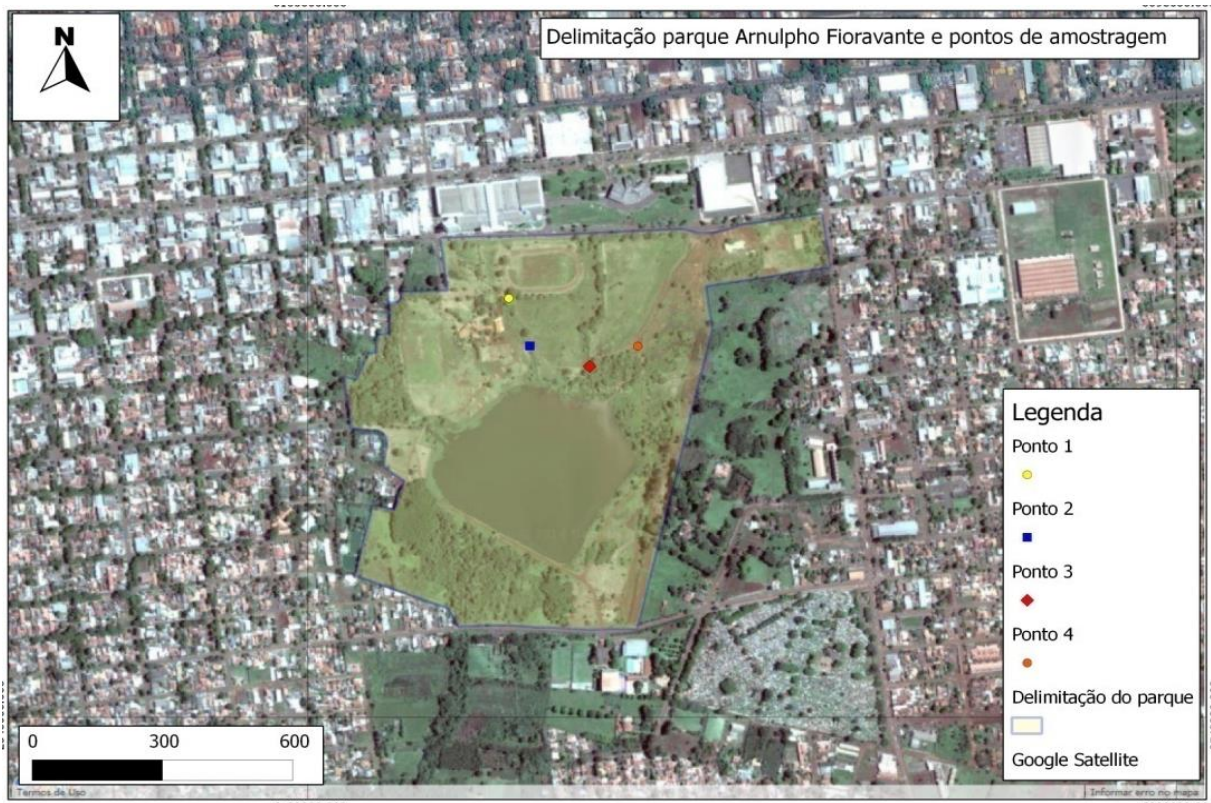 N
Delimitação parque Arnulpho Fioravante e pontos de amostragem
Legenda
Ponto 1
Ponto 2
Ponto 3
Ponto 4
Delimitação do parque
Google Satellite
0 300 600
Termos de Uso
Informar erro no mapa